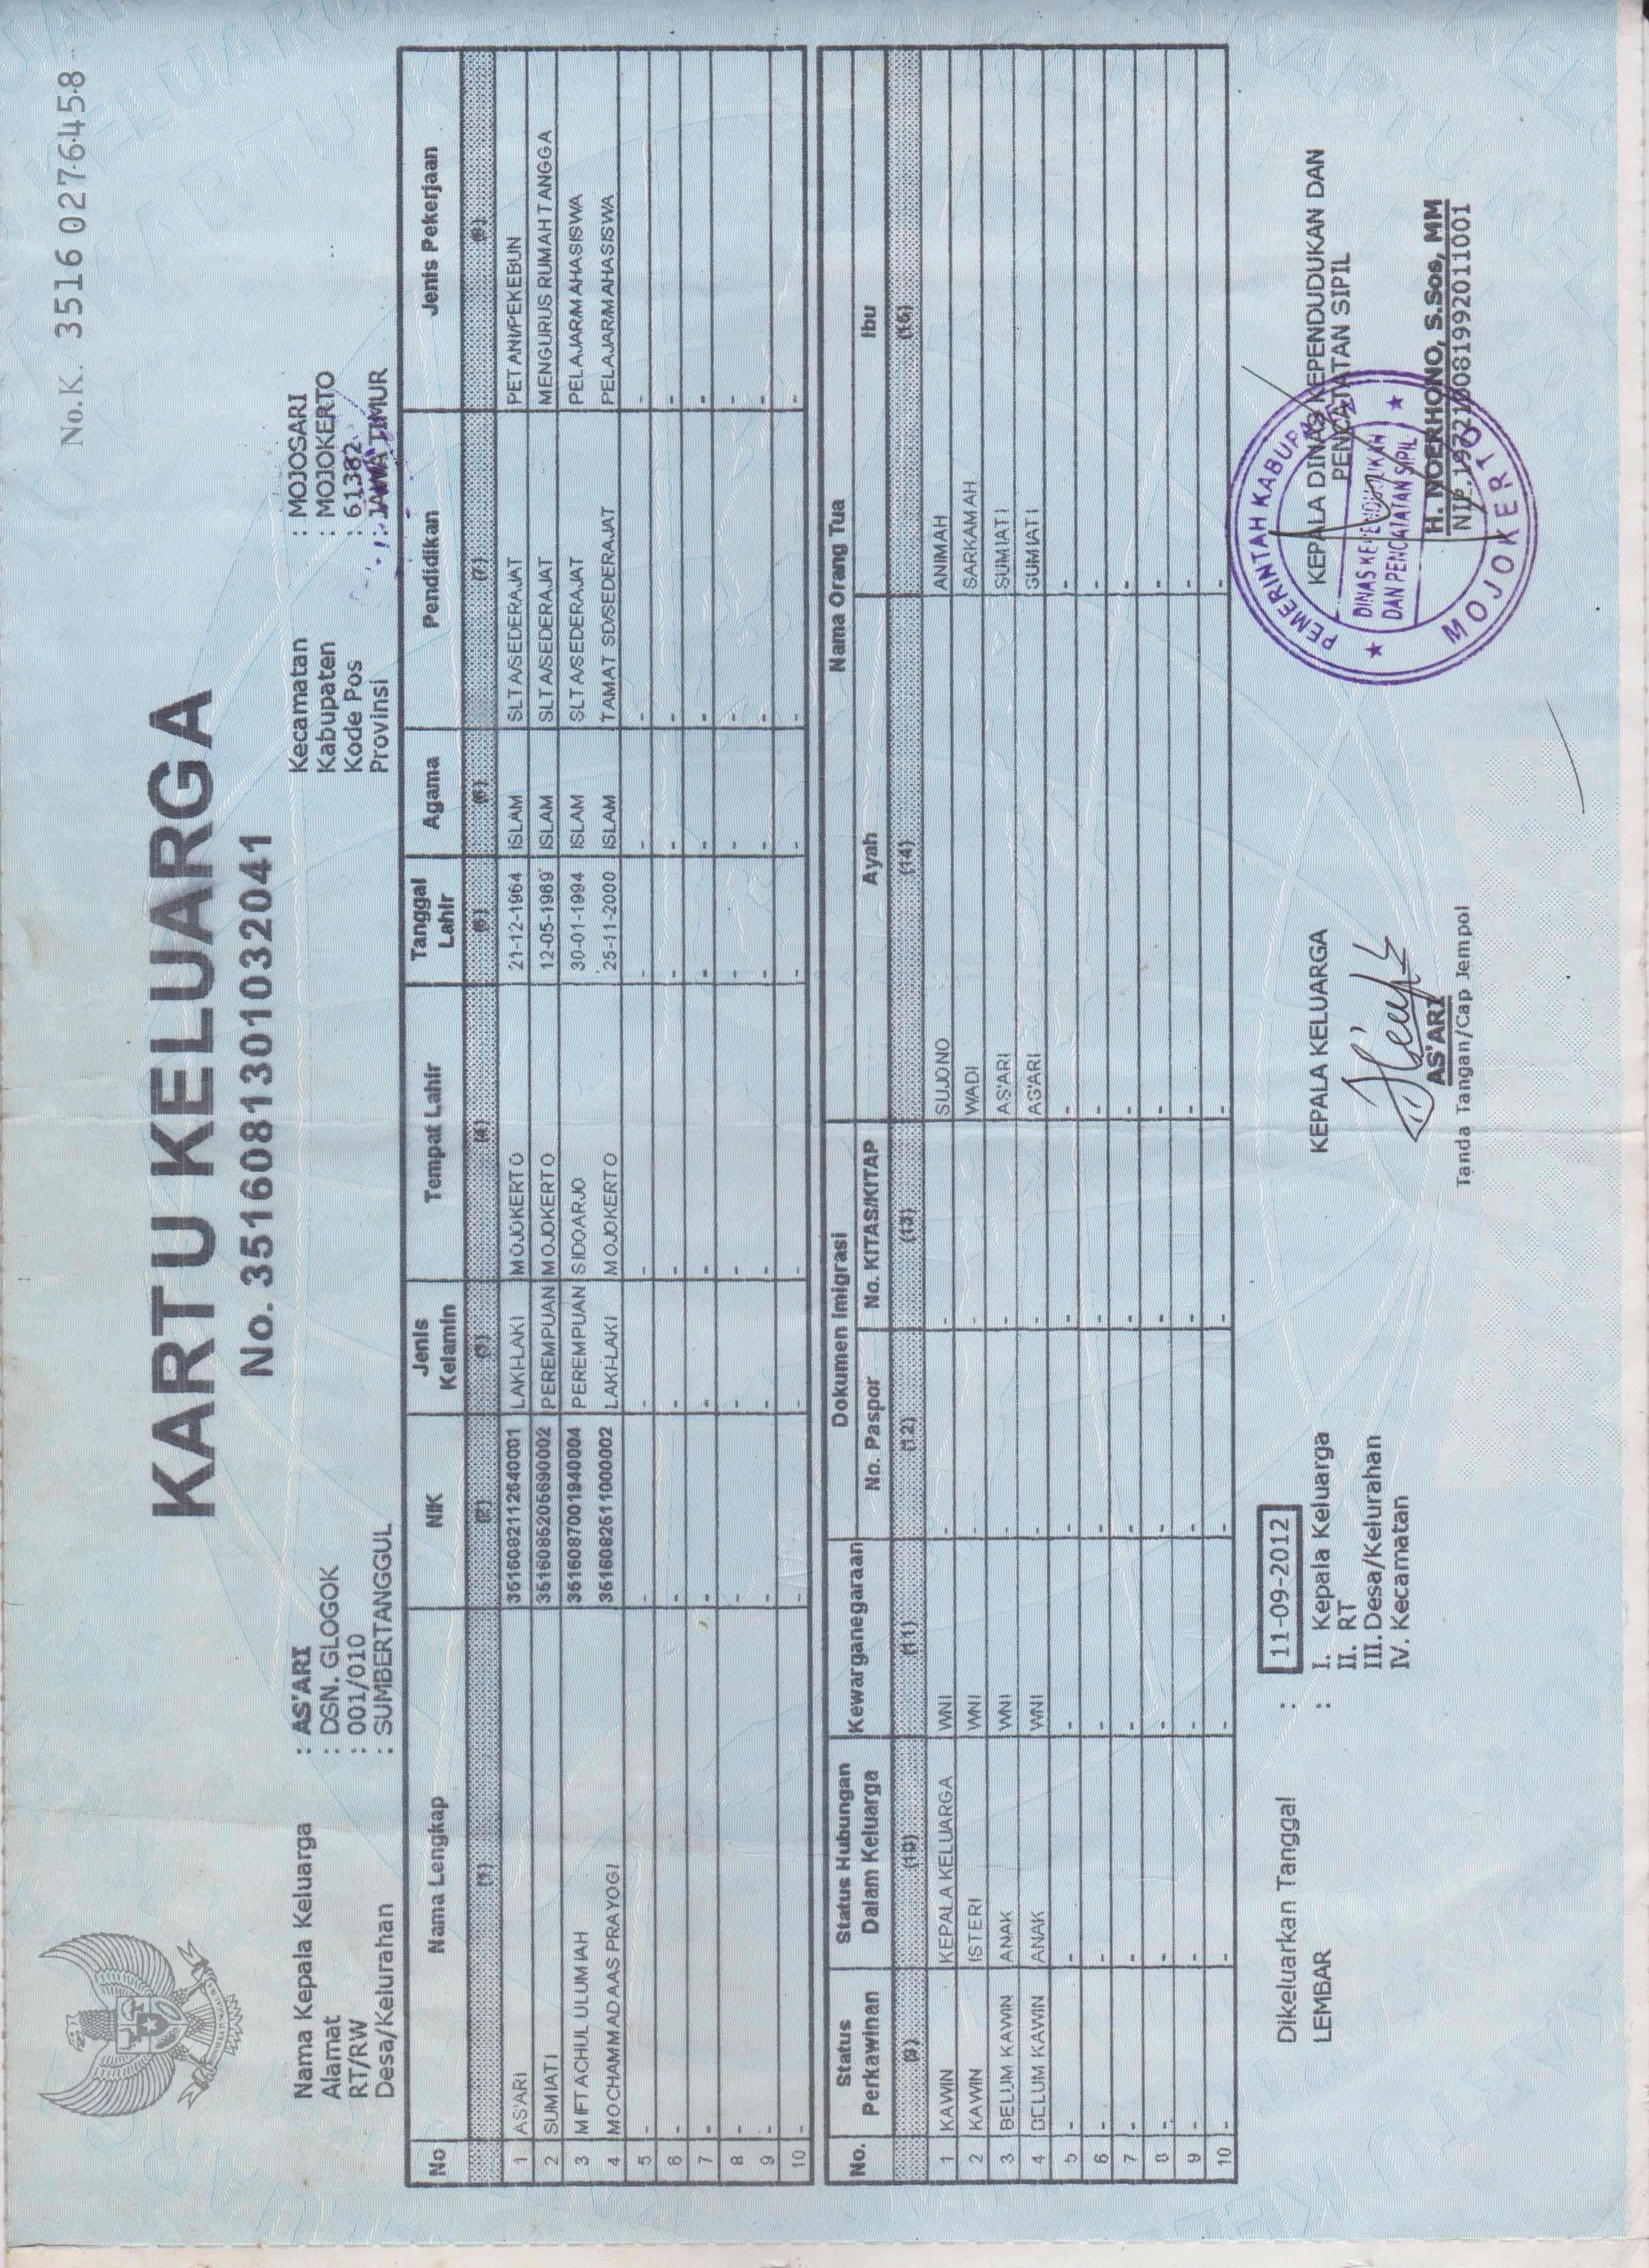 No.K. 3516 0276458
KARTU KELUARGA
No. 3516081301032041
Nama Kepala Keluarga : AS'ARI
Alamat : DSN. GLOGOK
RT/RW : 001/010
Desa/Kelurahan : SUMBERTANGGUL
Kecamatan : MOJOSARI
Kabupaten : MOJOKERTO
Kode Pos : 61382
Provinsi : JAWA TIMUR
No Nama Lengkap NIK Jenis Kelamin Tempat Lahir Tanggal Lahir Agama Pendidikan Jenis Pekerjaan
(1) (2) (3) (4) (5) (6) (7) (8)
1 AS'ARI 3516082112640001 LAKI-LAKI MOJOKERTO 21-12-1964 ISLAM SLTA/SEDERAJAT PETANI/PEKEBUN
2 SUMIATI 3516085205690002 PEREMPUAN MOJOKERTO 12-05-1969 ISLAM SLTA/SEDERAJAT MENGURUS RUMAH TANGGA
3 MIFTACHUL ULUMIAH 3516087001940004 PEREMPUAN SIDOARJO 30-01-1994 ISLAM SLTA/SEDERAJAT PELAJAR/MAHASISWA
4 MOCHAMMAD AAS PRAYOGI 3516082511000002 LAKI-LAKI MOJOKERTO 25-11-2000 ISLAM TAMAT SD/SEDERAJAT PELAJAR/MAHASISWA
5 - - - - - - - -
6 - - - - - - - -
7 - - - - - - - -
8 - - - - - - - -
9 - - - - - - - -
10 - - - - - - - -
No. Status Perkawinan Status Hubungan Dalam Keluarga Kewarganegaraan Dokumen Imigrasi Nama Orang Tua
No. Paspor No. KITAS/KITAP Ayah Ibu
(9) (10) (11) (12) (13) (14) (15)
1 KAWIN KEPALA KELUARGA WNI - - SUJONO ANIMAH
2 KAWIN ISTERI WNI - - WADI SARKAMAH
3 BELUM KAWIN ANAK WNI - - AS'ARI SUMIATI
4 BELUM KAWIN ANAK WNI - - AS'ARI SUMIATI
5 - - - - - - -
6 - - - - - - -
7 - - - - - - -
8 - - - - - - -
9 - - - - - - -
10 - - - - - - -
Dikeluarkan Tanggal : 11-09-2012
LEMBAR : I. Kepala Keluarga
II. RT
III. Desa/Kelurahan
IV. Kecamatan
KEPALA KELUARGA
AS'ARI
Tanda Tangan/Cap Jempol
KEPALA DINAS KEPENDUDUKAN DAN
PENCATATAN SIPIL
PEMERINTAH KABUPATEN
DINAS KEPENDUDUKAN
DAN PENCATATAN SIPIL
MOJOKERTO
H. NOERHONO, S.Sos, MM
NIP.197210081992011001